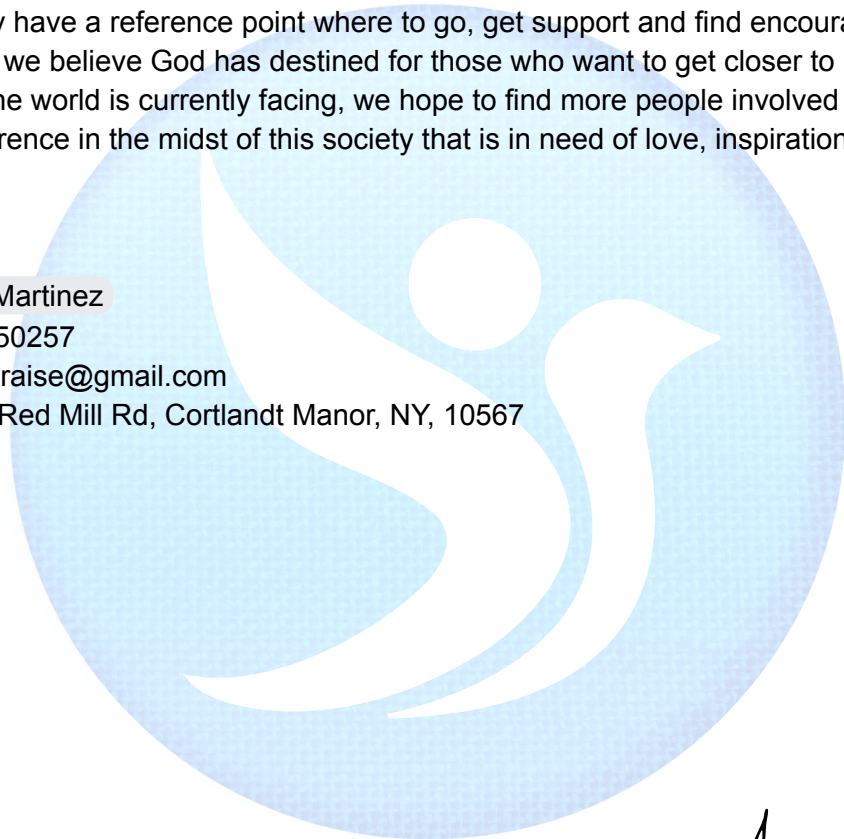 have a reference point where to go, get support and find
we believe God has destined for those who want to get closer to
world is currently facing, we hope to find more people involved
in the midst of this society that is in need of love, inspiration
Martinez
50257
raise@gmail.com
Red Mill Rd, Cortlandt Manor, NY, 10567